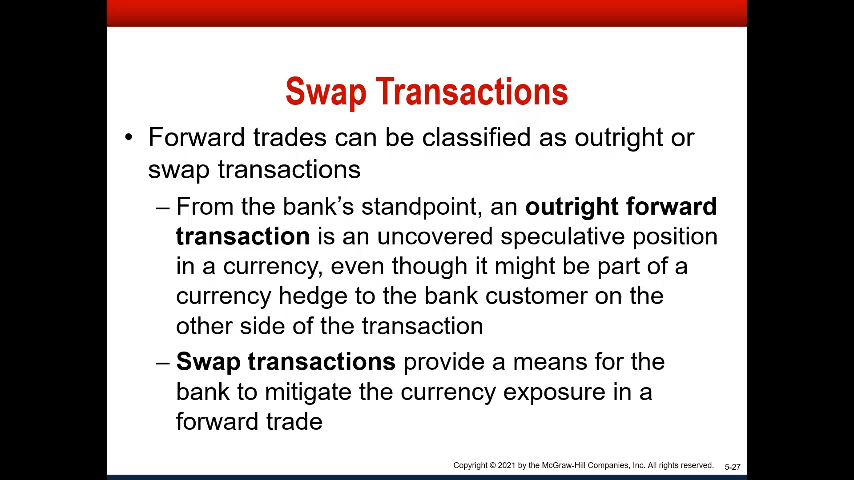 Swap Transactions
• Forward trades can be classified as outright or
swap transactions
– From the bank’s standpoint, an outright forward
transaction is an uncovered speculative position
in a currency, even though it might be part of a
currency hedge to the bank customer on the
other side of the transaction
– Swap transactions provide a means for the
bank to mitigate the currency exposure in a
forward trade
Copyright © 2021 by the McGraw-Hill Companies, Inc. All rights reserved. 5-27